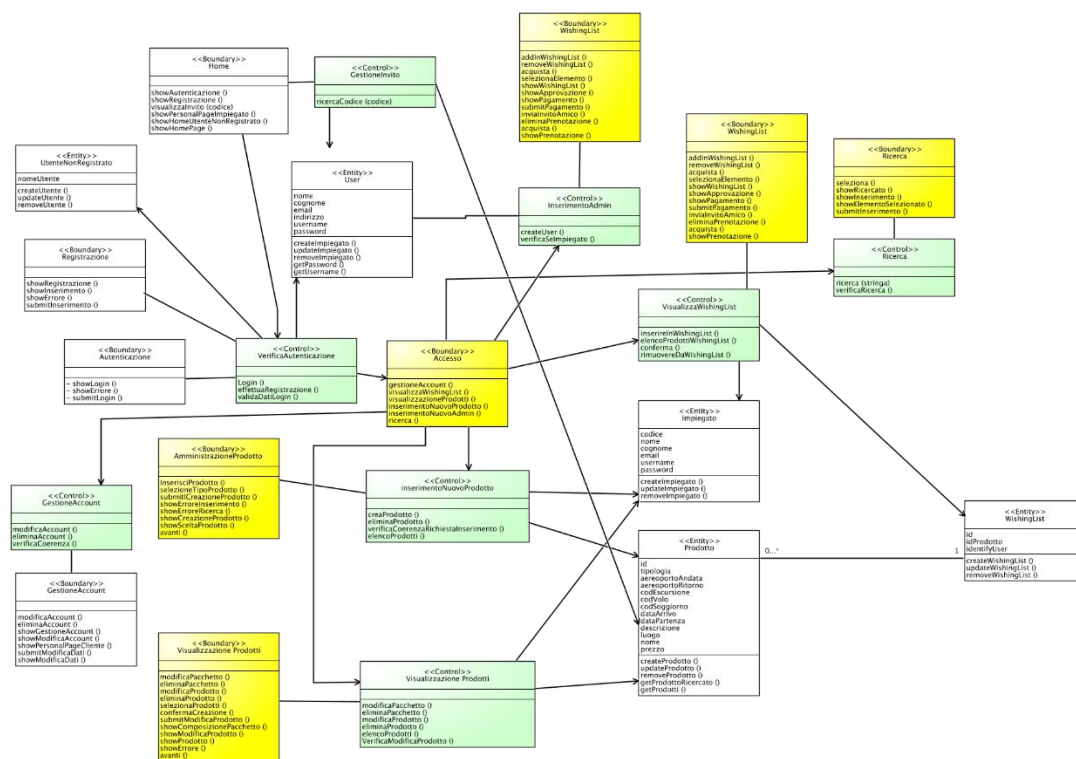 <<Boundary>>
Home
showAutenticazione ()
showRegistrazione ()
visualizzaInvito (codice)
showPersonalPageImpiegato ()
showHomeUtenteNonRegistrato ()
showHomePage ()
<<Control>>
GestioneInvito
ricercaCodice (codice)
<<Boundary>>
WishingList
addInWishingList ()
removeWishingList ()
acquista ()
selezionaElemento ()
showWishingList ()
showApprovazione ()
showPagamento ()
submitPagamento ()
inviaInvitoAmico ()
eliminaPrenotazione ()
acquista ()
showPrenotazione ()
<<Boundary>>
WishingList
addInWishingList ()
removeWishingList ()
acquista ()
selezionaElemento ()
showWishingList ()
showApprovazione ()
showPagamento ()
submitPagamento ()
inviaInvitoAmico ()
eliminaPrenotazione ()
acquista ()
showPrenotazione ()
<<Boundary>>
Ricerca
seleziona ()
showRicercato ()
showInserimento ()
showElementoSelezionato ()
submitInserimento ()
<<Entity>>
UtenteNonRegistrato
nomeUtente
createUtente ()
updateUtente ()
removeUtente ()
<<Entity>>
User
nome
cognome
email
indirizzo
username
password
createImpiegato ()
updateImpiegato ()
removeImpiegato ()
getPassword ()
getUsername ()
<<Control>>
InserimentoAdmin
createUser ()
verificaSeImpiegato ()
<<Control>>
Ricerca
ricerca (stringa)
verificaRicerca ()
<<Boundary>>
Registrazione
showRegistrazione ()
showInserimento ()
showErrore ()
submitInserimento ()
<<Control>>
VisualizzaWishingList
inserireInWishingList ()
elencoProdottiWishingList ()
conferma ()
rimuovereDaWishingList ()
<<Boundary>>
Autenticazione
- showLogin ()
- showErrore ()
- submitLogin ()
<<Control>>
VerificaAutenticazione
Login ()
effettuaRegistrazione ()
validaDatiLogin ()
<<Boundary>>
Accesso
gestioneAccount ()
visualizzaWishingList ()
visualizzazioneProdotti ()
inserimentoNuovoProdotto ()
inserimentoNuovoAdmin ()
ricerca ()
<<Entity>>
Impiegato
codice
nome
cognome
email
username
password
createImpiegato ()
updateImpiegato ()
removeImpiegato ()
<<Boundary>>
AmministrazioneProdotto
InserisciProdotto ()
selezioneTipoProdotto ()
submitICreazioneProdotto ()
showErroreInserimento ()
showErroreRicerca ()
showCreazioneProdotto ()
showSceltaProdotto ()
avanti ()
<<Control>>
inserimentoNuovoProdotto
creaProdotto ()
eliminaProdotto ()
verificaCoerenzaRichiestaInserimento ()
elencoProdotti ()
<<Control>>
GestioneAccount
modificaAccount ()
eliminaAccount ()
verificaCoerenza ()
<<Entity>>
WishingList
id
idProdotto
identifyUser
createWishingList ()
updateWishingList ()
removeWishingList ()
<<Entity>>
Prodotto
id
tipologia
aereoportoAndata
aereoportoRitorno
codEscursione
codVolo
codSoggiorno
dataArrivo
dataPartenza
descrizione
luogo
nome
prezzo
createProdotto ()
updateProdotto ()
removeProdotto ()
getProdottoRicercato ()
getProdotti ()
0...*
1
<<Boundary>>
GestioneAccount
modificaAccount ()
eliminaAccount ()
showGestioneAccount ()
showModificaAccount ()
showPersonalPageCliente ()
submitModificaDati ()
showModificaDati ()
<<Boundary>>
Visualizzazione Prodotti
modificaPacchetto ()
eliminaPacchetto ()
modificaProdotto ()
eliminaProdotto ()
selezionaProdotti ()
confermaCreazione ()
submitModificaProdotto ()
showComposizionePacchetto ()
showModificaProdotto ()
showProdotto ()
showErrore ()
avanti ()
<<Control>>
Visualizzazione Prodotti
modificaPacchetto ()
eliminaPacchetto ()
modificaProdotto ()
eliminaProdotto ()
elencoProdotti ()
VerificaModificaProdotto ()